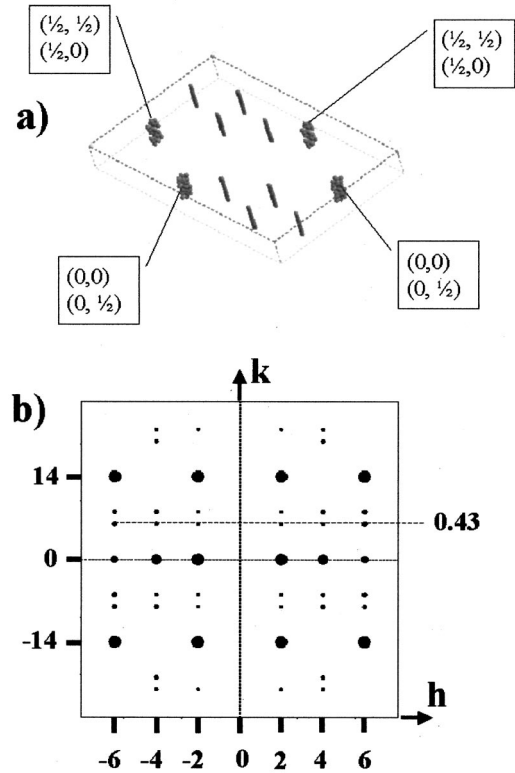 (½, ½)
(½,0)
(½, ½)
(½,0)
a)
(0,0)
(0, ½)
(0,0)
(0, ½)
b)
k
14
0.43
0
-14
h
-6 -4 -2 0 2 4 6